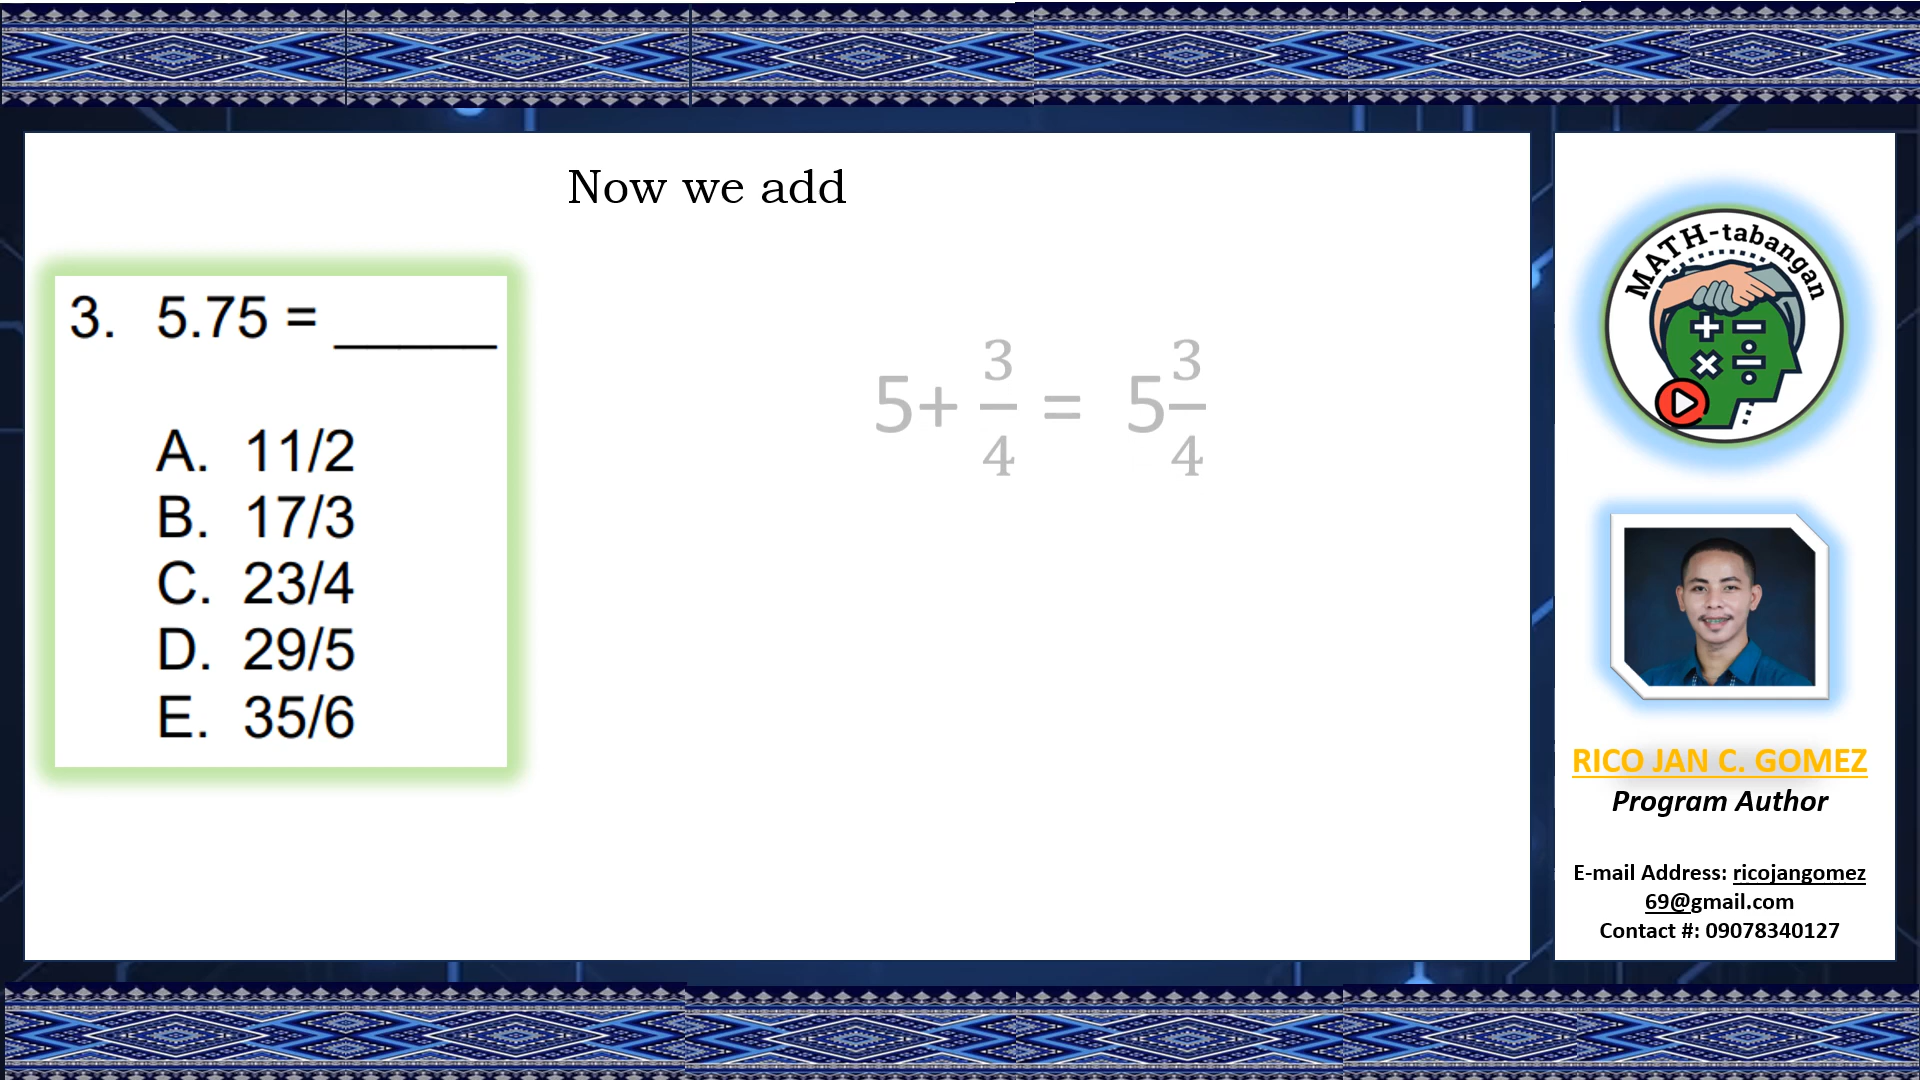 Now we add
3. 5.75 = _____
A. 11/2
B. 17/3
C. 23/4
D. 29/5
E. 35/6
5+ 3/4 = 5 3/4
MATH-tabangan
RICO JAN C. GOMEZ
Program Author
E-mail Address: ricojangomez
69@gmail.com
Contact #: 09078340127